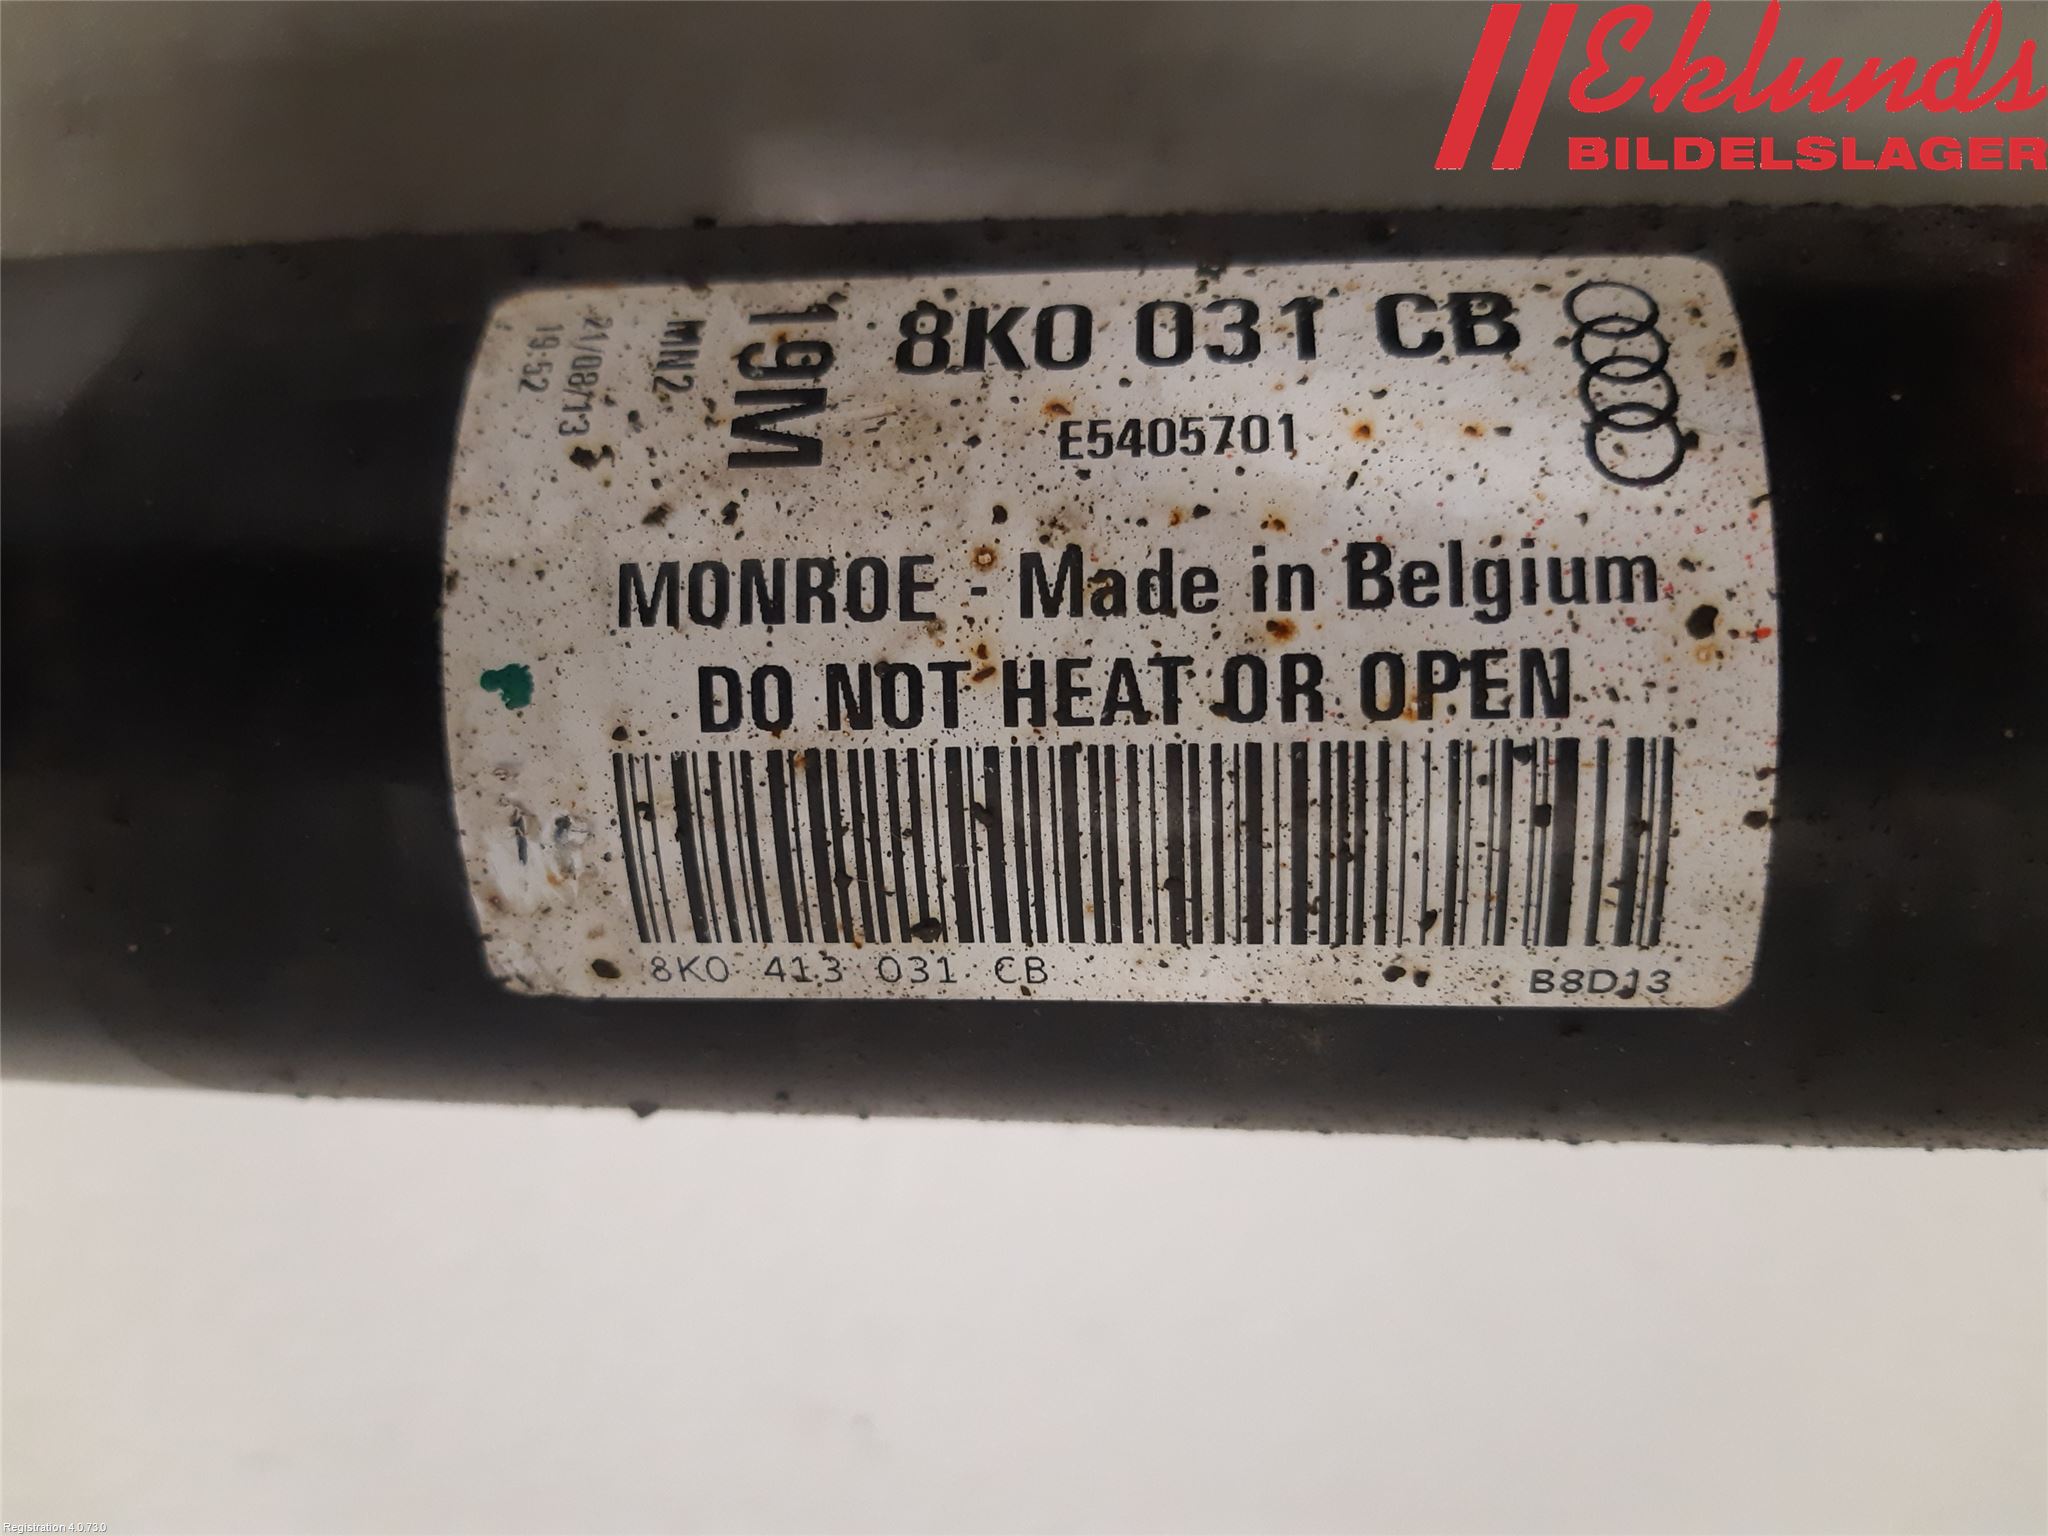 Eklunds
BILDELSLAGER
8K0 031 CB
E5405701
19M
MN2
21/08/13
19:52
MONROE - Made in Belgium
DO NOT HEAT OR OPEN
8K0 413 031 CB
B8D13
Registration 4.0.73.0